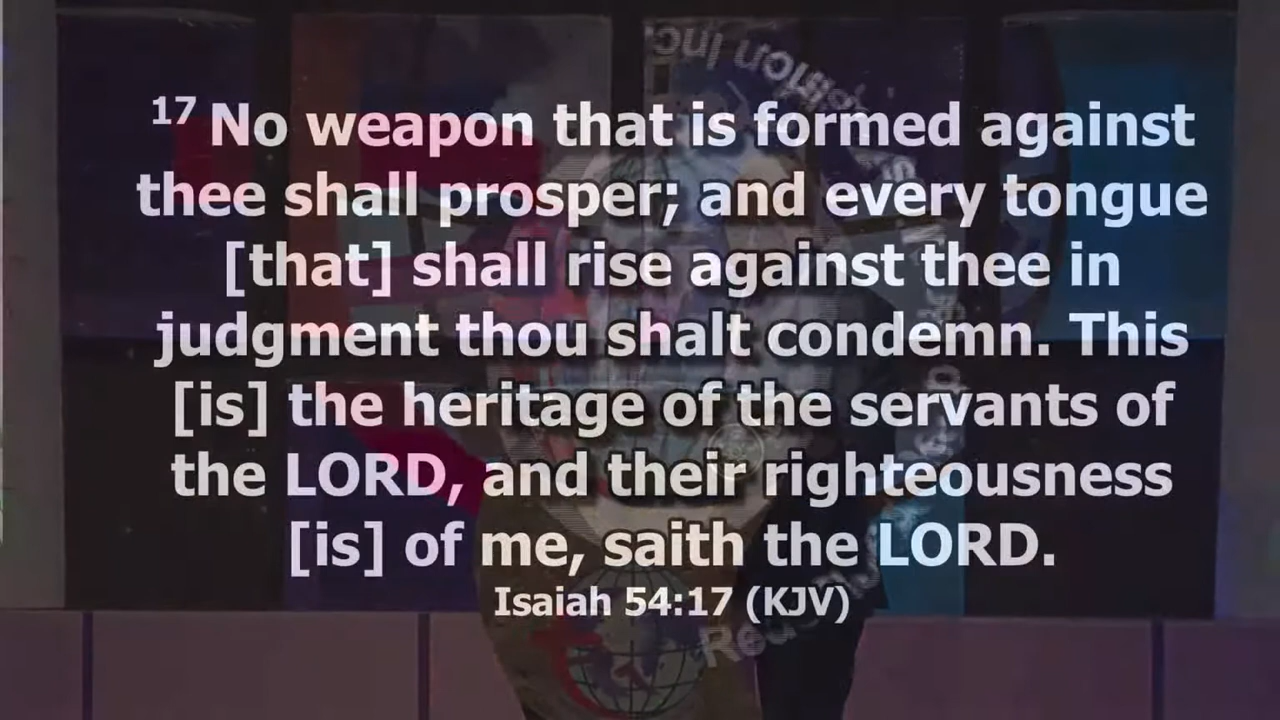 17 No weapon that is formed against
thee shall prosper; and every tongue
[that] shall rise against thee in
judgment thou shalt condemn. This
[is] the heritage of the servants of
the LORD, and their righteousness
[is] of me, saith the LORD.
Isaiah 54:17 (KJV)